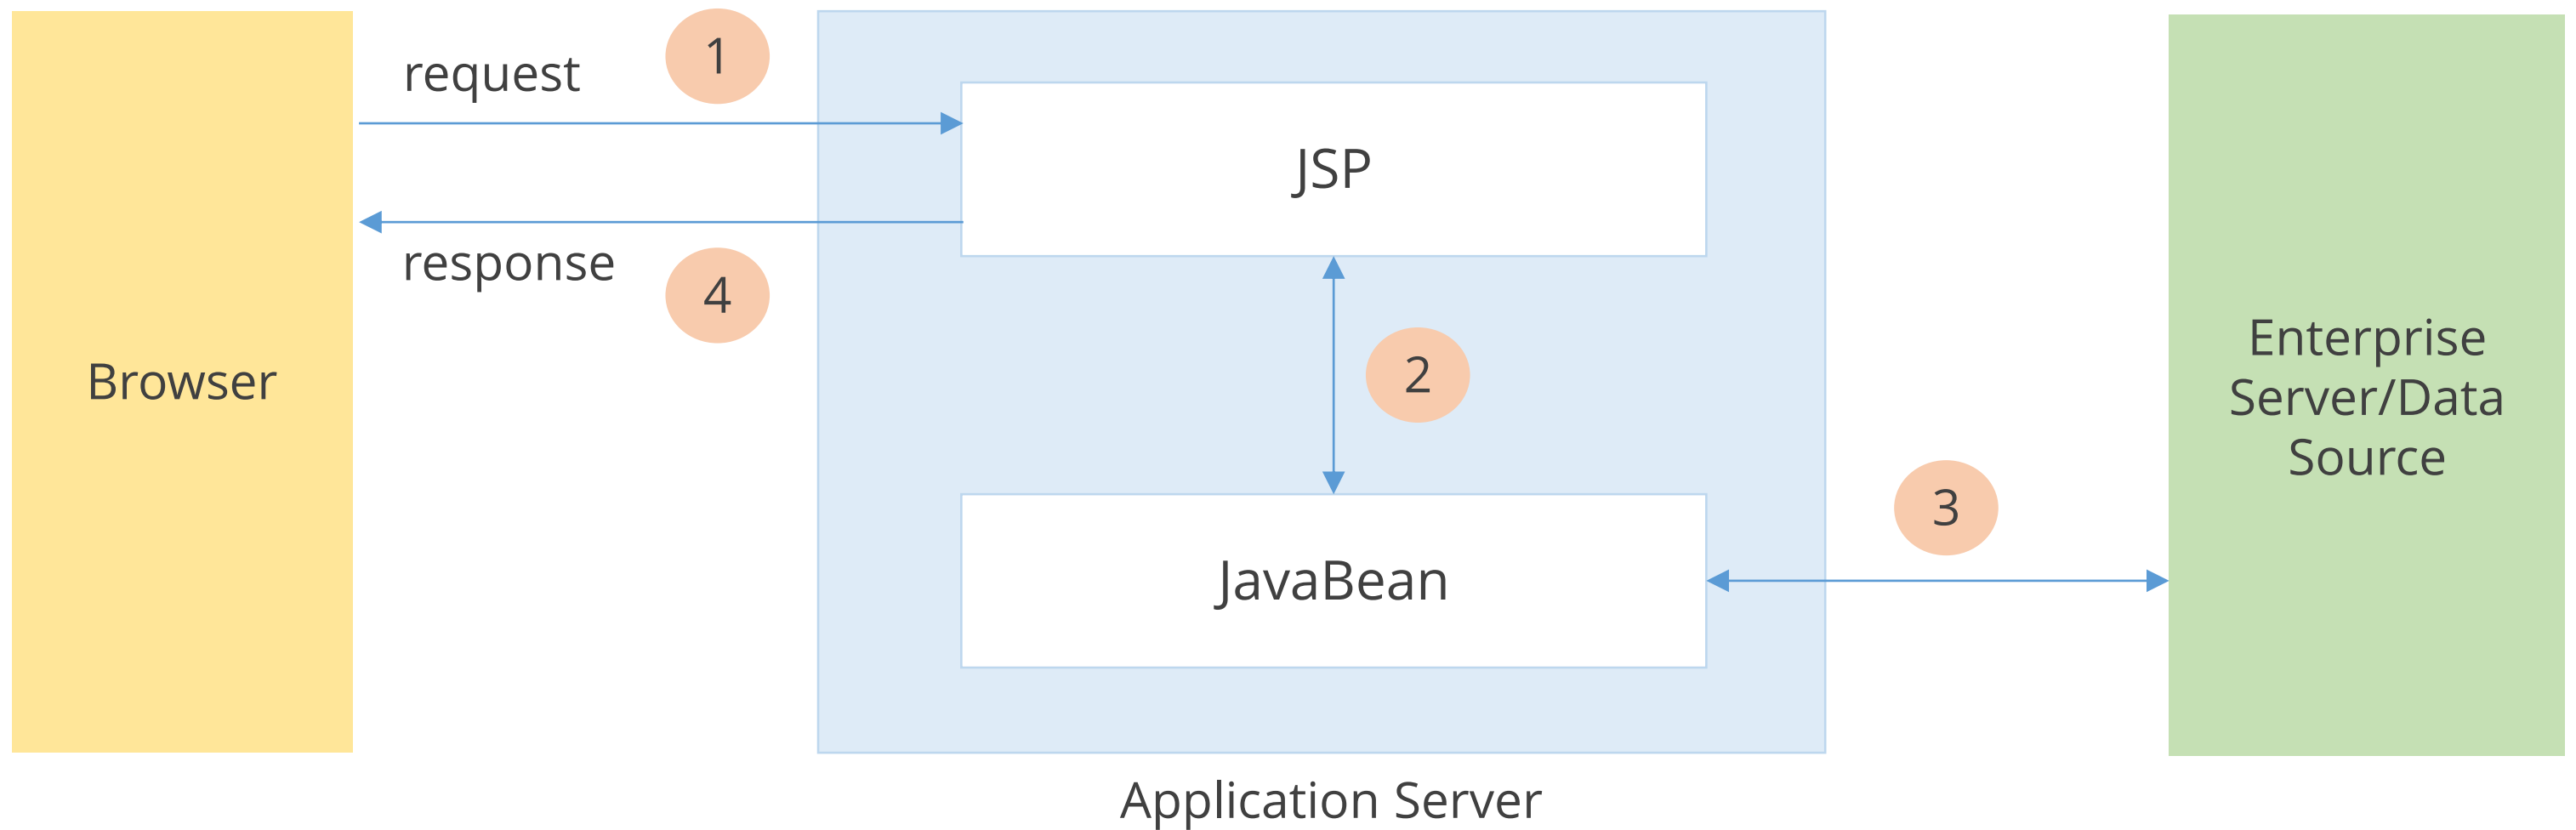 request
1
JSP
response
4
Browser
2
Enterprise
Server/Data
Source
3
JavaBean
Application Server